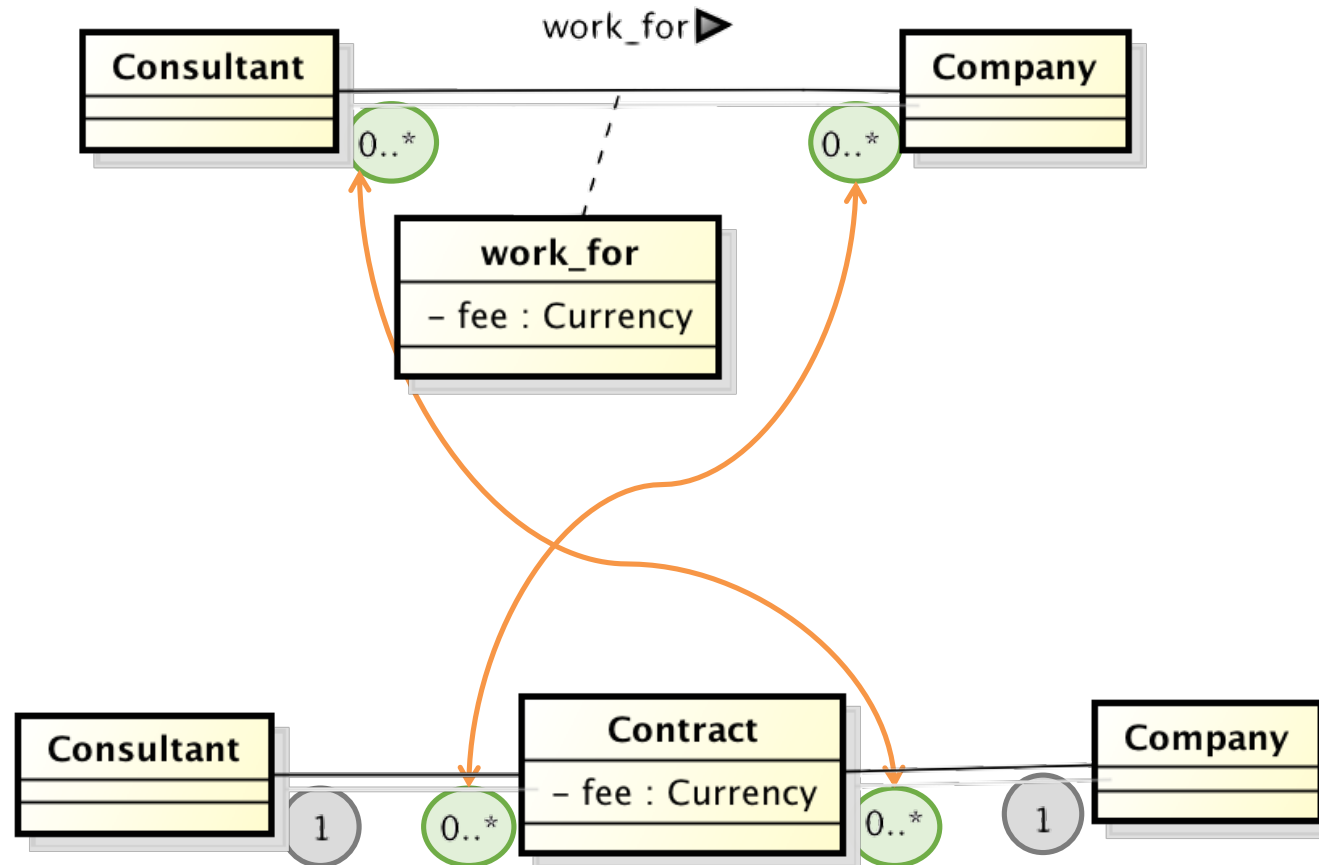 work_for
Consultant
Company
0..*
0..*
work_for
– fee : Currency
Consultant
Contract
Company
– fee : Currency
1
0..*
0..*
1